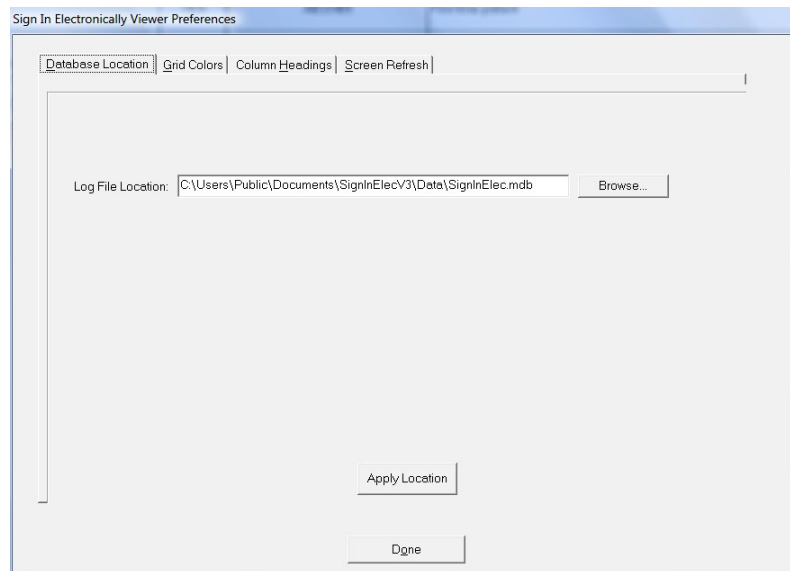 Sign In Electronically Viewer Preferences
Database Location Grid Colors Column Headings Screen Refresh
Log File Location: C:\Users\Public\Documents\SignInElecV3\Data\SignInElec.mdb Browse...
Apply Location
Done